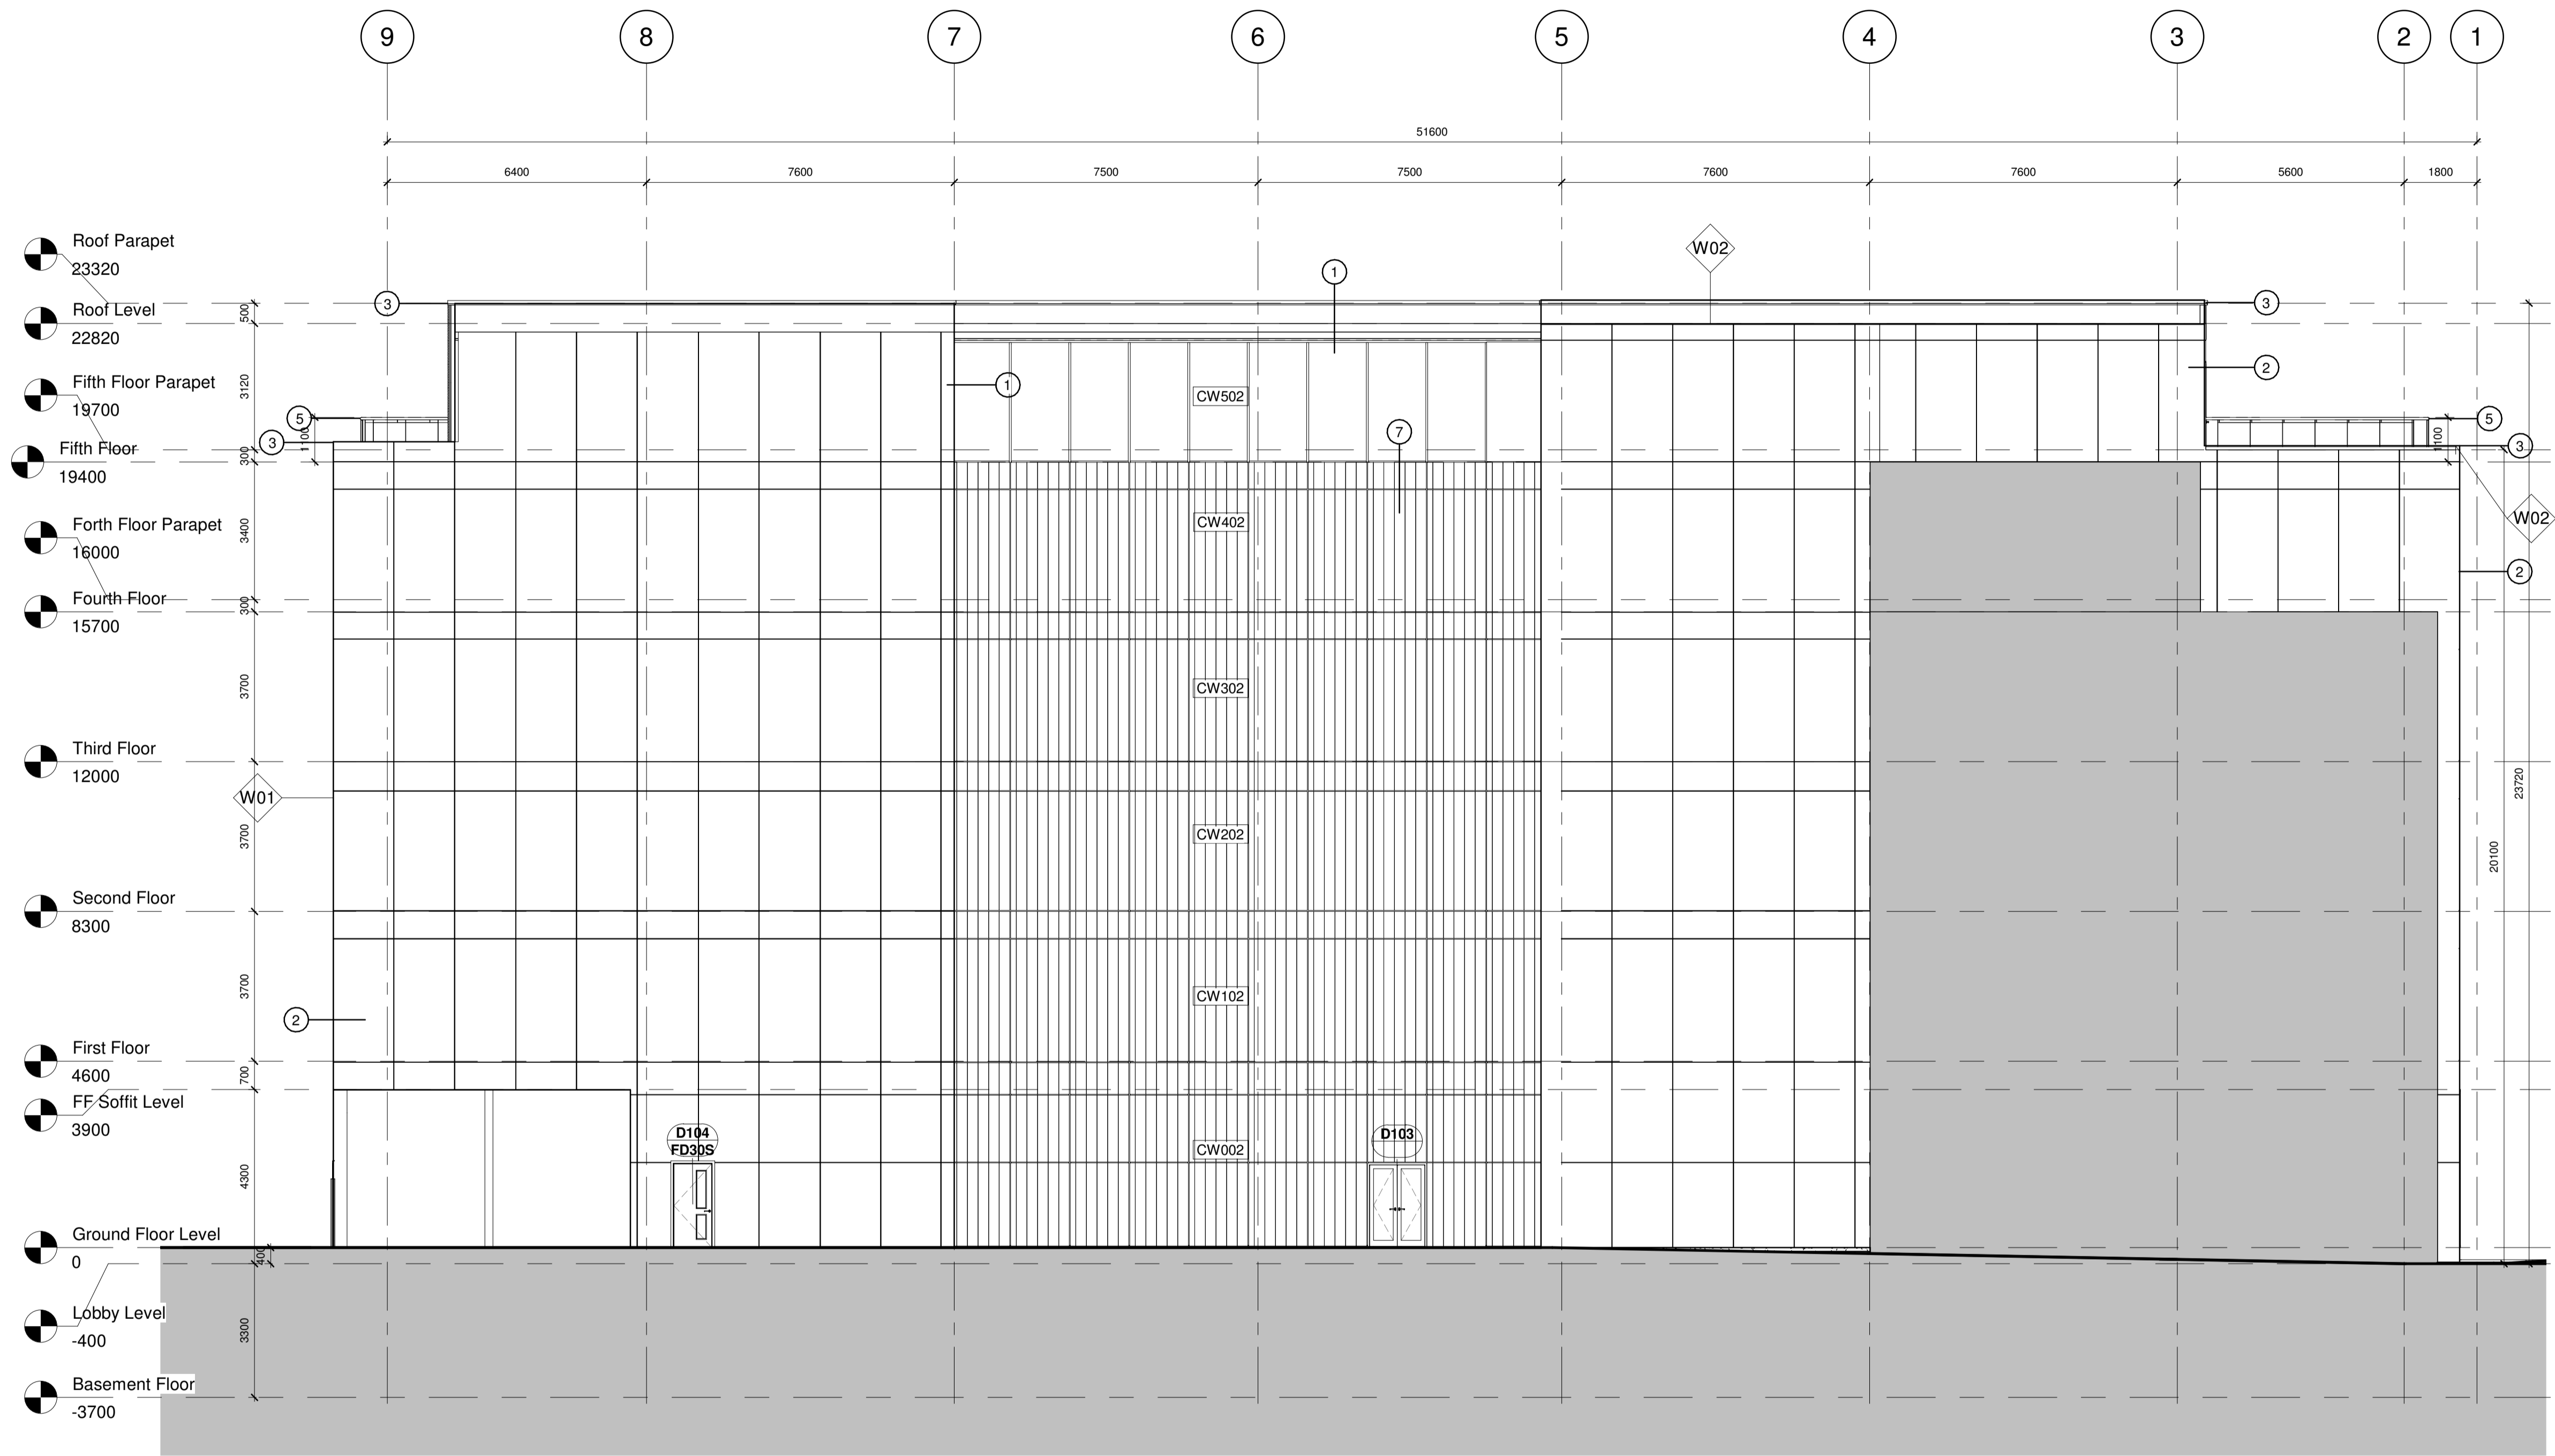 9 8 7 6 5 4 3 2 1
51600
6400 7600 7500 7500 7600 7600 5600 1800
Roof Parapet
23320
Roof Level
22820
Fifth Floor Parapet
19700
Fifth Floor
19400
Forth Floor Parapet
16000
Fourth Floor
15700
Third Floor
12000
Second Floor
8300
First Floor
4600
FF Soffit Level
3900
Ground Floor Level
0
Lobby Level
-400
Basement Floor
-3700
500
3120
300
3400
300
3700
3700
3700
700
4300
400
3300
1100
3
5
3
W01
2
1
1
7
W02
CW502
CW402
CW302
CW202
CW102
CW002
D104
FD30S
D103
3
2
5
3
1100
W02
2
23720
20100